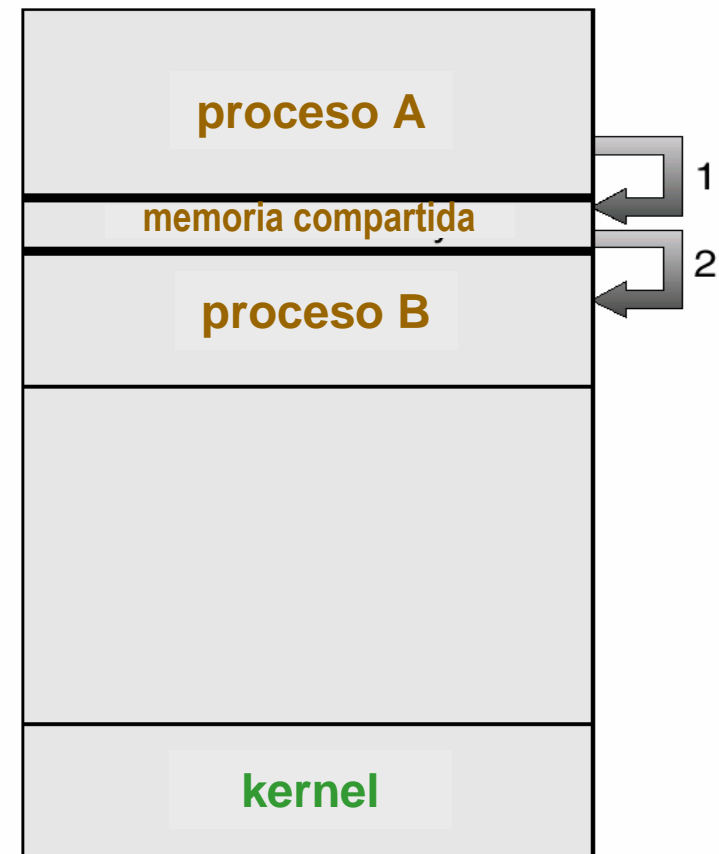 proceso A
1
memoria compartida
2
proceso B
kernel